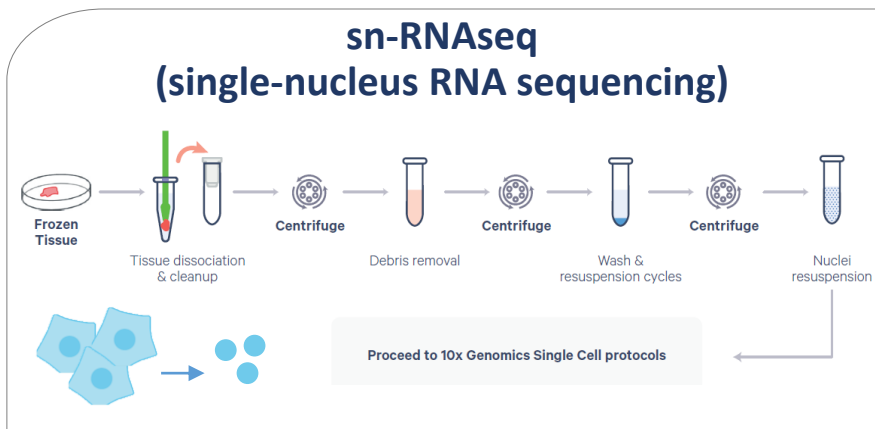 sn-RNAseq
(single-nucleus RNA sequencing)
Frozen
Tissue
Tissue dissociation
& cleanup
Centrifuge
Debris removal
Centrifuge
Wash &
resuspension cycles
Centrifuge
Nuclei
resuspension
Proceed to 10x Genomics Single Cell protocols